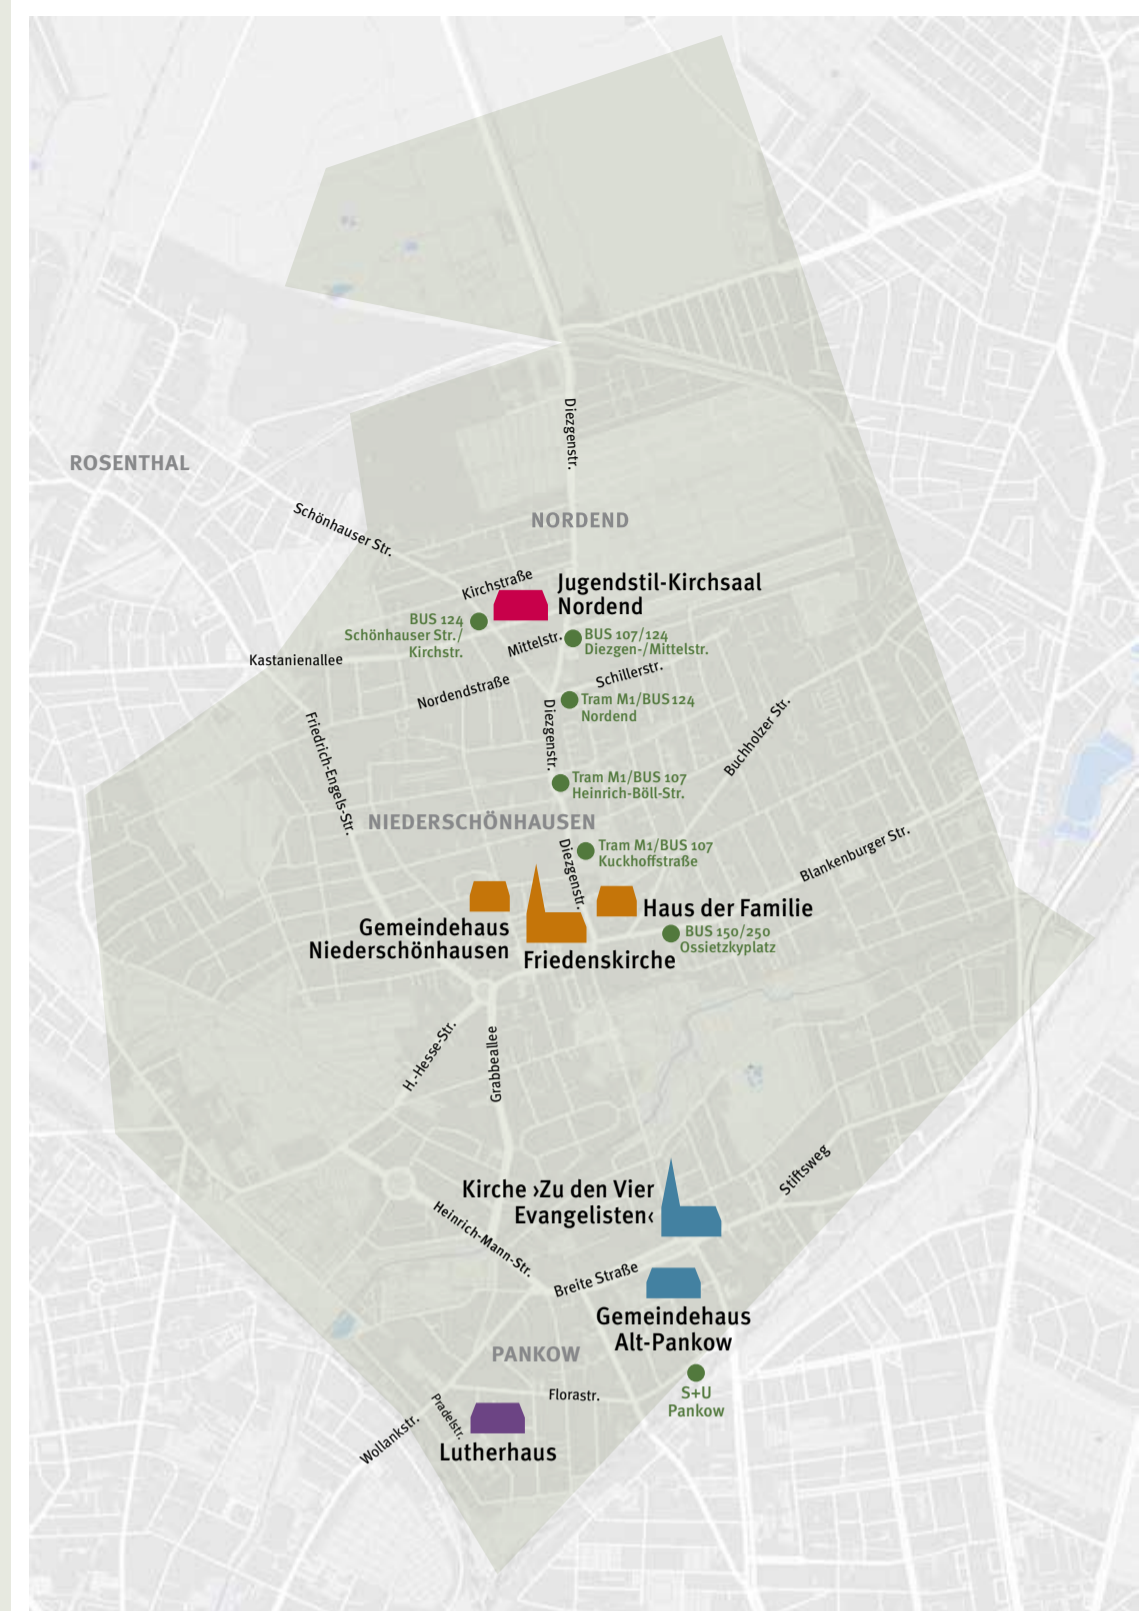 Diezgenstr.
ROSENTHAL
NORDEND
Schönhauser Str.
Kirchstraße
Jugendstil-Kirchsaal
Nordend
BUS 124
Schönhauser Str./
Kirchstr.
Mittelstr.
BUS 107/124
Diezgen-/Mittelstr.
Kastanienallee
Nordendstraße
Schillerstr.
Tram M1/BUS 124
Nordend
Diezgenstr.
Buchholzer Str.
Friedrich-Engels-Str.
Tram M1/BUS 107
Heinrich-Böll-Str.
NIEDERSCHÖNHAUSEN
Diezgenstr.
Tram M1/BUS 107
Kuckhoffstraße
Blankenburger Str.
Gemeindehaus
Niederschönhausen
Haus der Familie
BUS 150/250
Ossietzkyplatz
Friedenskirche
H.-Hesse-Str.
Grabbeallee
Kirche ›Zu den Vier
Evangelisten‹
Stiftsweg
Heinrich-Mann-Str.
Breite Straße
Gemeindehaus
Alt-Pankow
PANKOW
S+U
Pankow
Florastr.
Pradelstr.
Wollankstr.
Lutherhaus